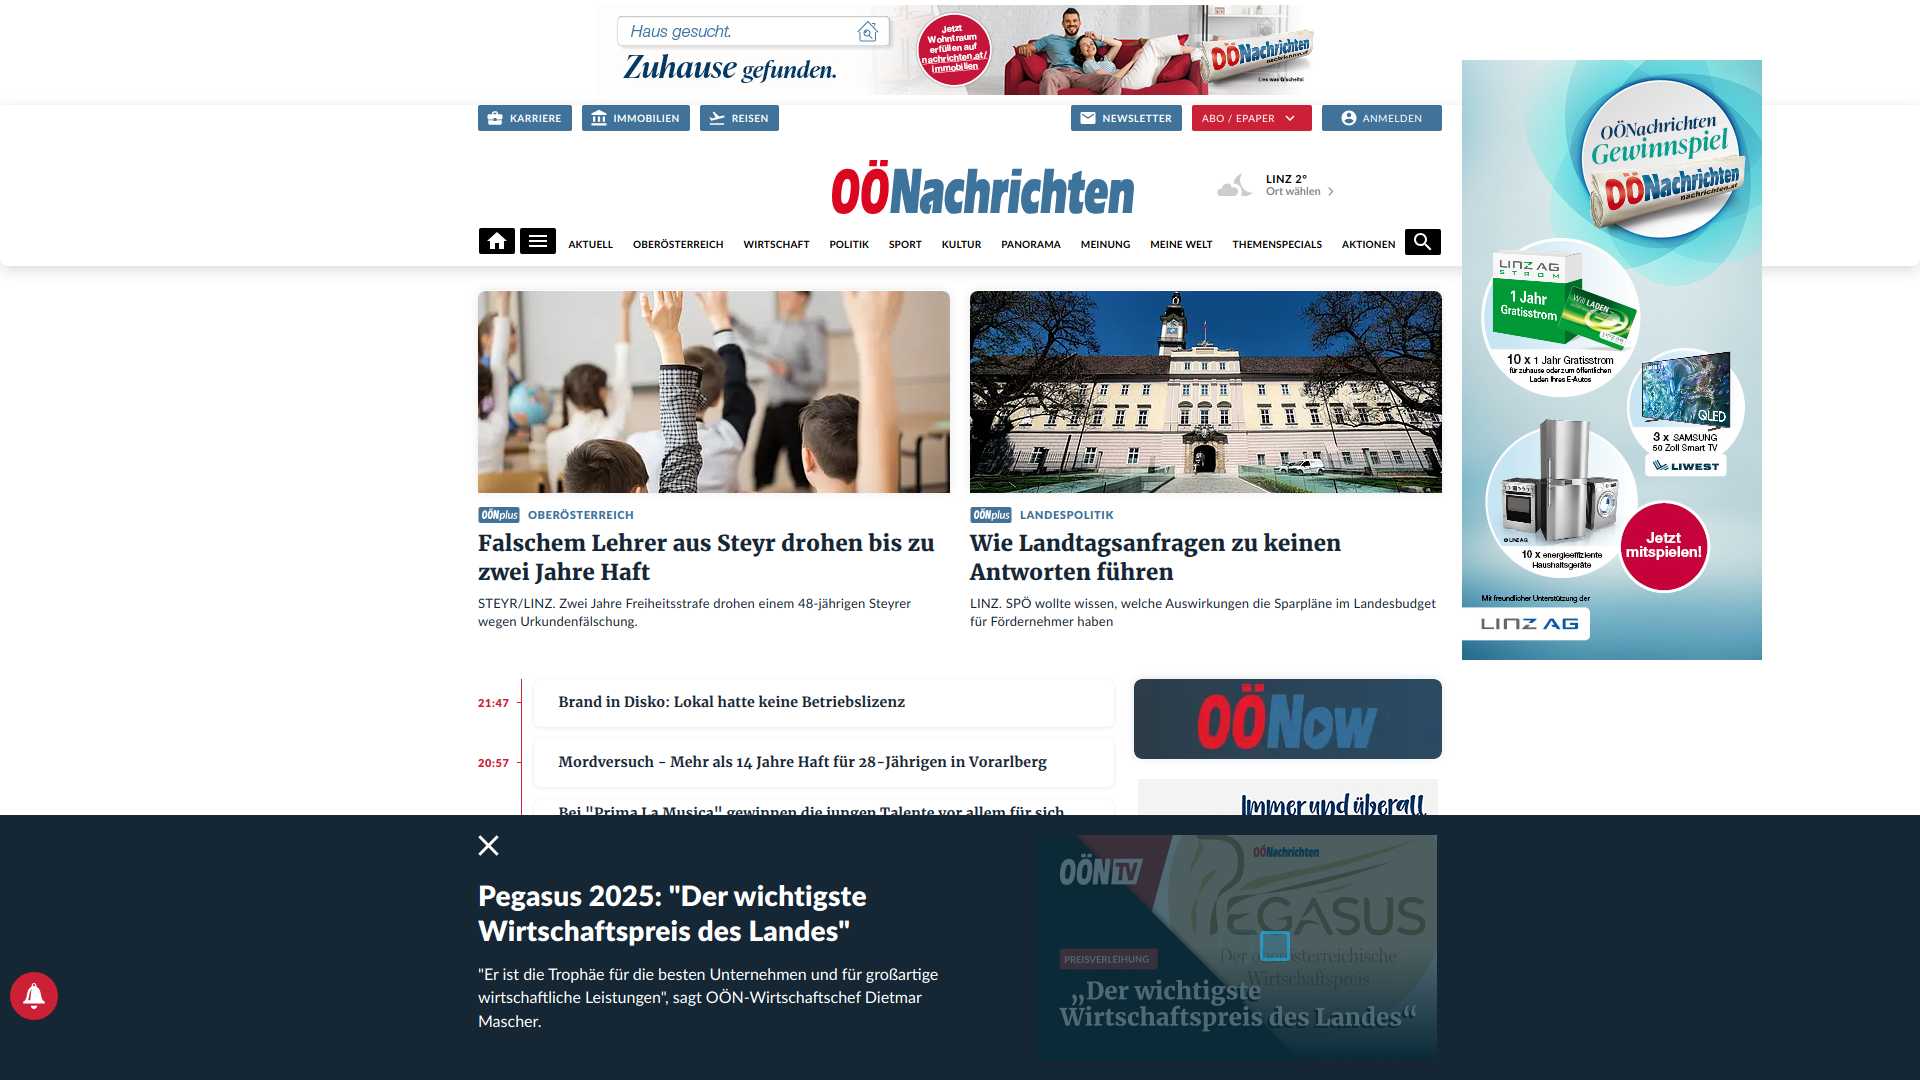 Haus gesucht.
Zuhause gefunden.
Jetzt
Wohntraum
erfüllen auf
nachrichten.at/
immobilien
OÖNachrichten
Lies was G'scheits!
KARRIERE
IMMOBILIEN
REISEN
NEWSLETTER
ABO / EPAPER
ANMELDEN
OÖNachrichten
LINZ 2°
Ort wählen
AKTUELL
OBERÖSTERREICH
WIRTSCHAFT
POLITIK
SPORT
KULTUR
PANORAMA
MEINUNG
MEINE WELT
THEMENSPECIALS
AKTIONEN
OÖNplus OBERÖSTERREICH
Falschem Lehrer aus Steyr drohen bis zu
zwei Jahre Haft
STEYR/LINZ. Zwei Jahre Freiheitsstrafe drohen einem 48-jährigen Steyrer
wegen Urkundenfälschung.
OÖNplus LANDESPOLITIK
Wie Landtagsanfragen zu keinen
Antworten führen
LINZ. SPÖ wollte wissen, welche Auswirkungen die Sparpläne im Landesbudget
für Fördernehmer haben
OÖNachrichten
Gewinnspiel
OÖNachrichten
nachrichten.at
LINZ AG
STROM
1 Jahr
Gratisstrom
Will LADEN
10 x 1 Jahr Gratisstrom
für zuhause oder zum öffentlichen
Laden Ihres E-Autos
QLED
3 x SAMSUNG
50 Zoll Smart TV
LIWEST
© LINZ AG
10 x energieeffiziente
Haushaltsgeräte
Jetzt
mitspielen!
Mit freundlicher Unterstützung der
LINZ AG
21:47
Brand in Disko: Lokal hatte keine Betriebslizenz
20:57
Mordversuch - Mehr als 14 Jahre Haft für 28-Jährigen in Vorarlberg
Bei "Prima La Musica" gewinnen die jungen Talente vor allem für sich
OÖNow
Immer und überall
Pegasus 2025: "Der wichtigste
Wirtschaftspreis des Landes"
"Er ist die Trophäe für die besten Unternehmen und für großartige
wirtschaftliche Leistungen", sagt OÖN-Wirtschaftschef Dietmar
Mascher.
OÖNTV
OÖNachrichten
PEGASUS
Der oberösterreichische
Wirtschaftspreis
PREISVERLEIHUNG
„Der wichtigste
Wirtschaftspreis des Landes“